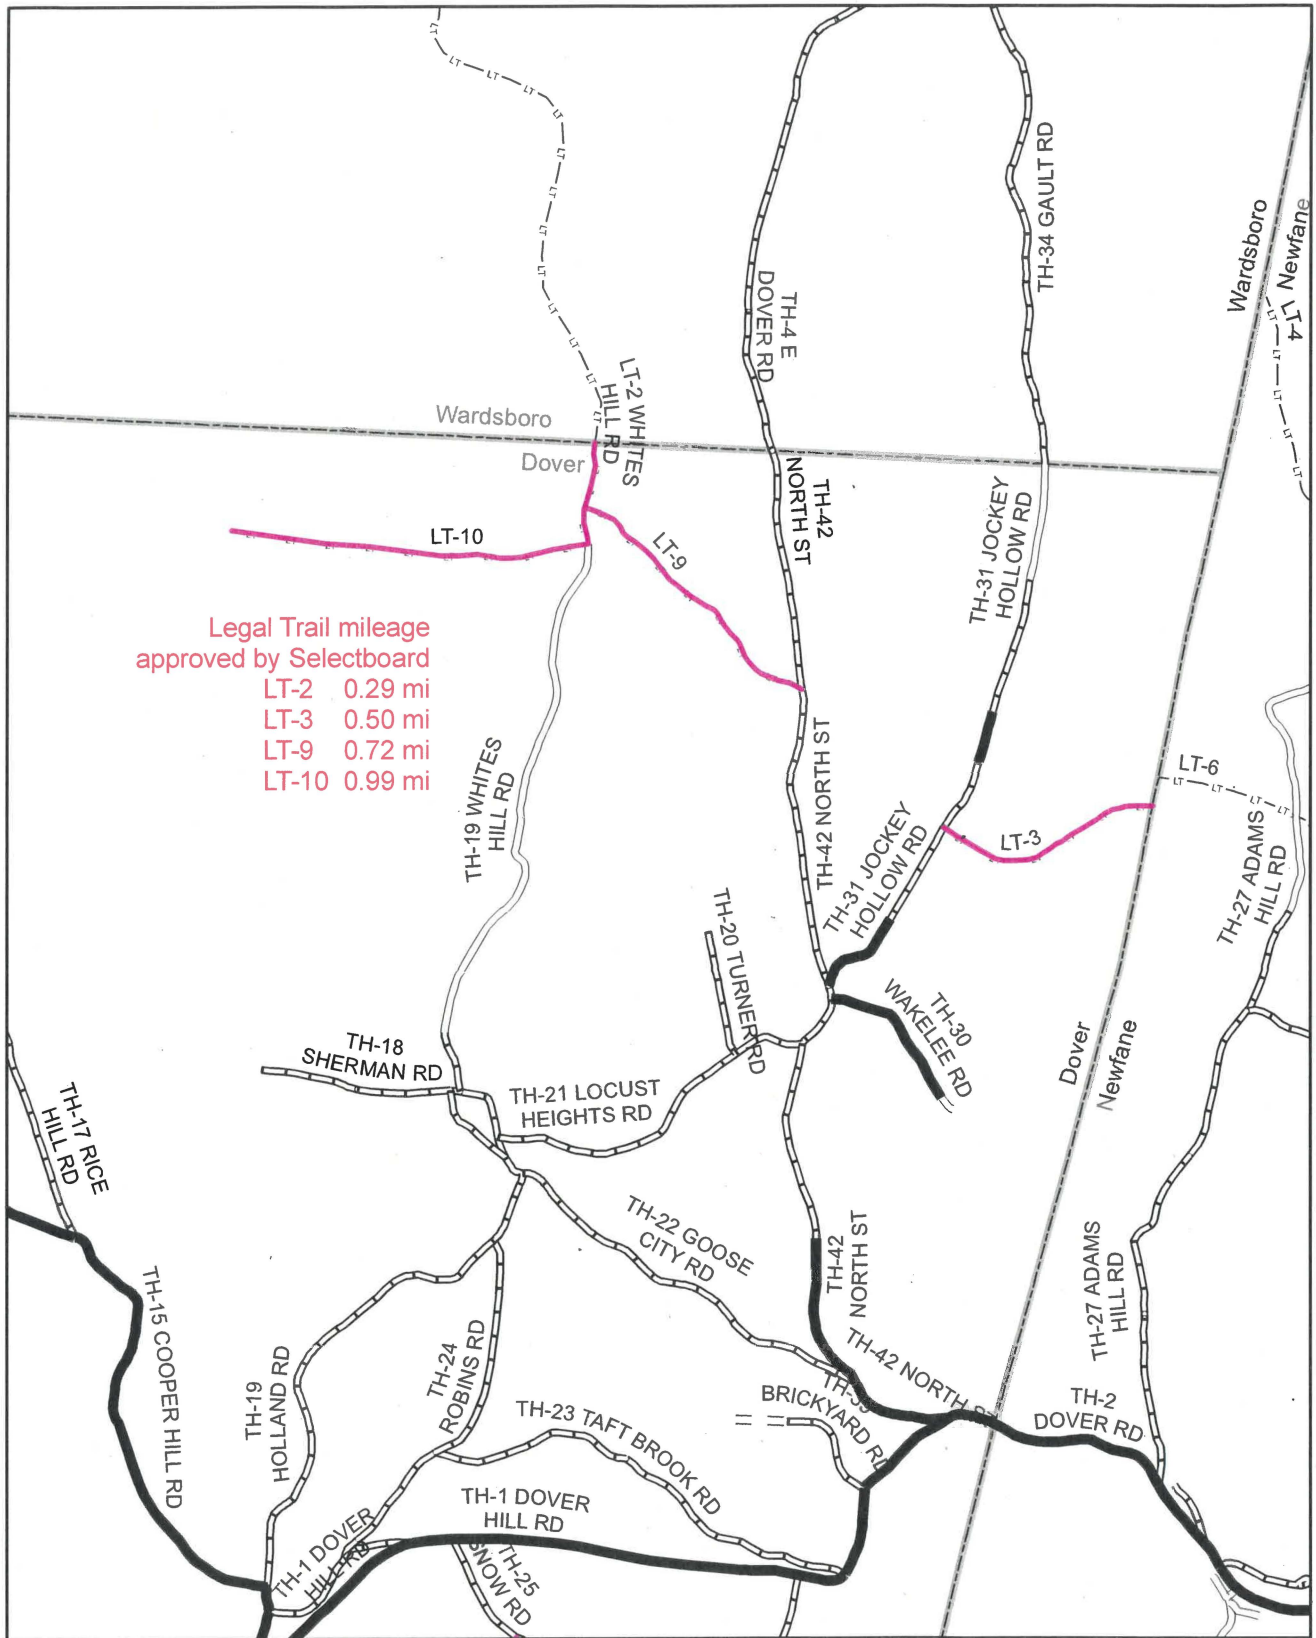 TH-34 GAULT RD
Wardsboro
Newfane
LT-4
TH-4 E
DOVER RD
LT-2 WHITES
HILL RD
Wardsboro
Dover
TH-42
NORTH ST
TH-31 JOCKEY
HOLLOW RD
LT-10
LT-9
Legal Trail mileage
approved by Selectboard
LT-2 0.29 mi
LT-3 0.50 mi
LT-9 0.72 mi
LT-10 0.99 mi
TH-19 WHITES
HILL RD
TH-42 NORTH ST
TH-31 JOCKEY
HOLLOW RD
LT-6
LT-3
TH-27 ADAMS
HILL RD
TH-20 TURNER RD
TH-30
WAKELEE RD
Dover
Newfane
TH-18
SHERMAN RD
TH-21 LOCUST
HEIGHTS RD
TH-17 RICE
HILL RD
TH-22 GOOSE
CITY RD
TH-42
NORTH ST
TH-27 ADAMS
HILL RD
TH-15 COOPER HILL RD
TH-19
HOLLAND RD
TH-24
ROBINS RD
TH-42 NORTH ST
BRICKYARD RD
TH-2
DOVER RD
TH-23 TAFT BROOK RD
TH-1 DOVER
HILL RD
TH-1 DOVER
HILL RD
TH-25
SNOW RD